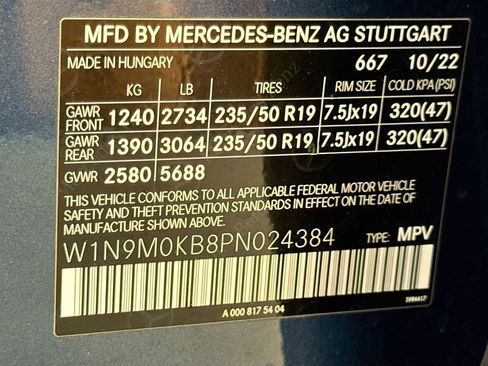 MFD BY MERCEDES-BENZ AG STUTTGART
MADE IN HUNGARY 667 10/22
KG LB TIRES RIM SIZE COLD KPA(PSI)
GAWR FRONT 1240 2734 235/50 R19 7.5Jx19 320(47)
GAWR REAR 1390 3064 235/50 R19 7.5Jx19 320(47)
GVWR 2580 5688
THIS VEHICLE CONFORMS TO ALL APPLICABLE FEDERAL MOTOR VEHICLE
SAFETY AND THEFT PREVENTION STANDARDS IN EFFECT ON THE DATE OF
MANUFACTURE SHOWN ABOVE.
W1N9M0KB8PN024384 TYPE: MPV
A 000 817 54 04